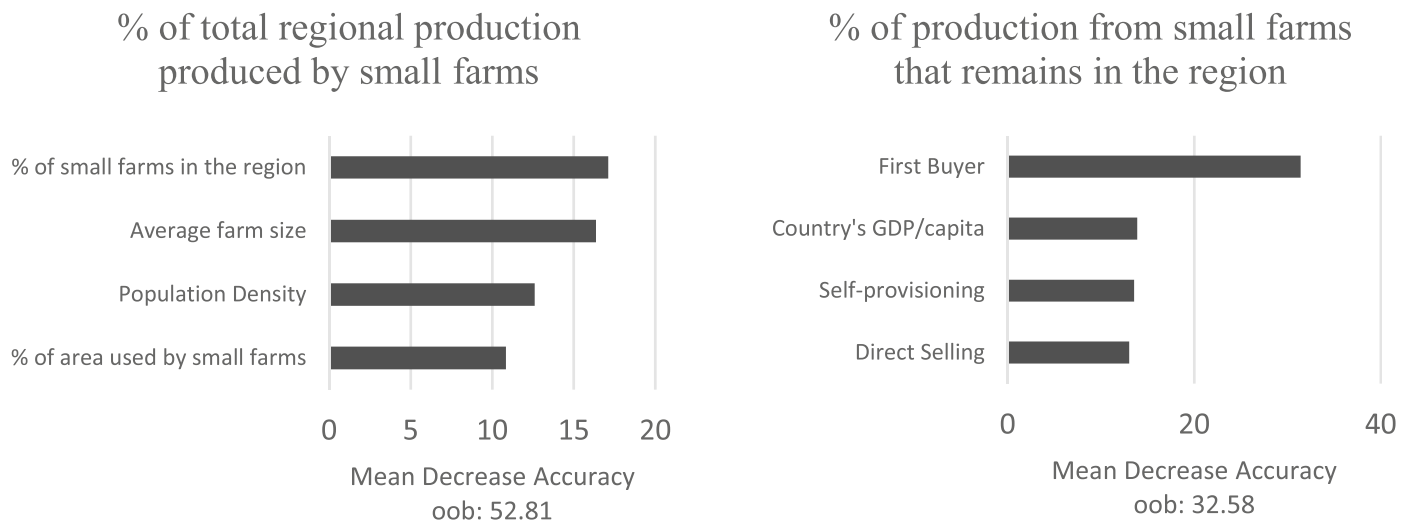 % of total regional production
produced by small farms
% of small farms in the region
Average farm size
Population Density
% of area used by small farms
0 5 10 15 20
Mean Decrease Accuracy
oob: 52.81
% of production from small farms
that remains in the region
First Buyer
Country's GDP/capita
Self-provisioning
Direct Selling
0 20 40
Mean Decrease Accuracy
oob: 32.58